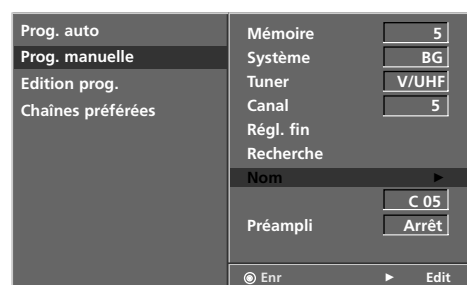 Prog. auto
Prog. manuelle
Edition prog.
Chaînes préférées
Mémoire 5
Système BG
Tuner V/UHF
Canal 5
Régl. fin
Recherche
Nom ►
C 05
Préampli Arrêt
◉ Enr ► Edit